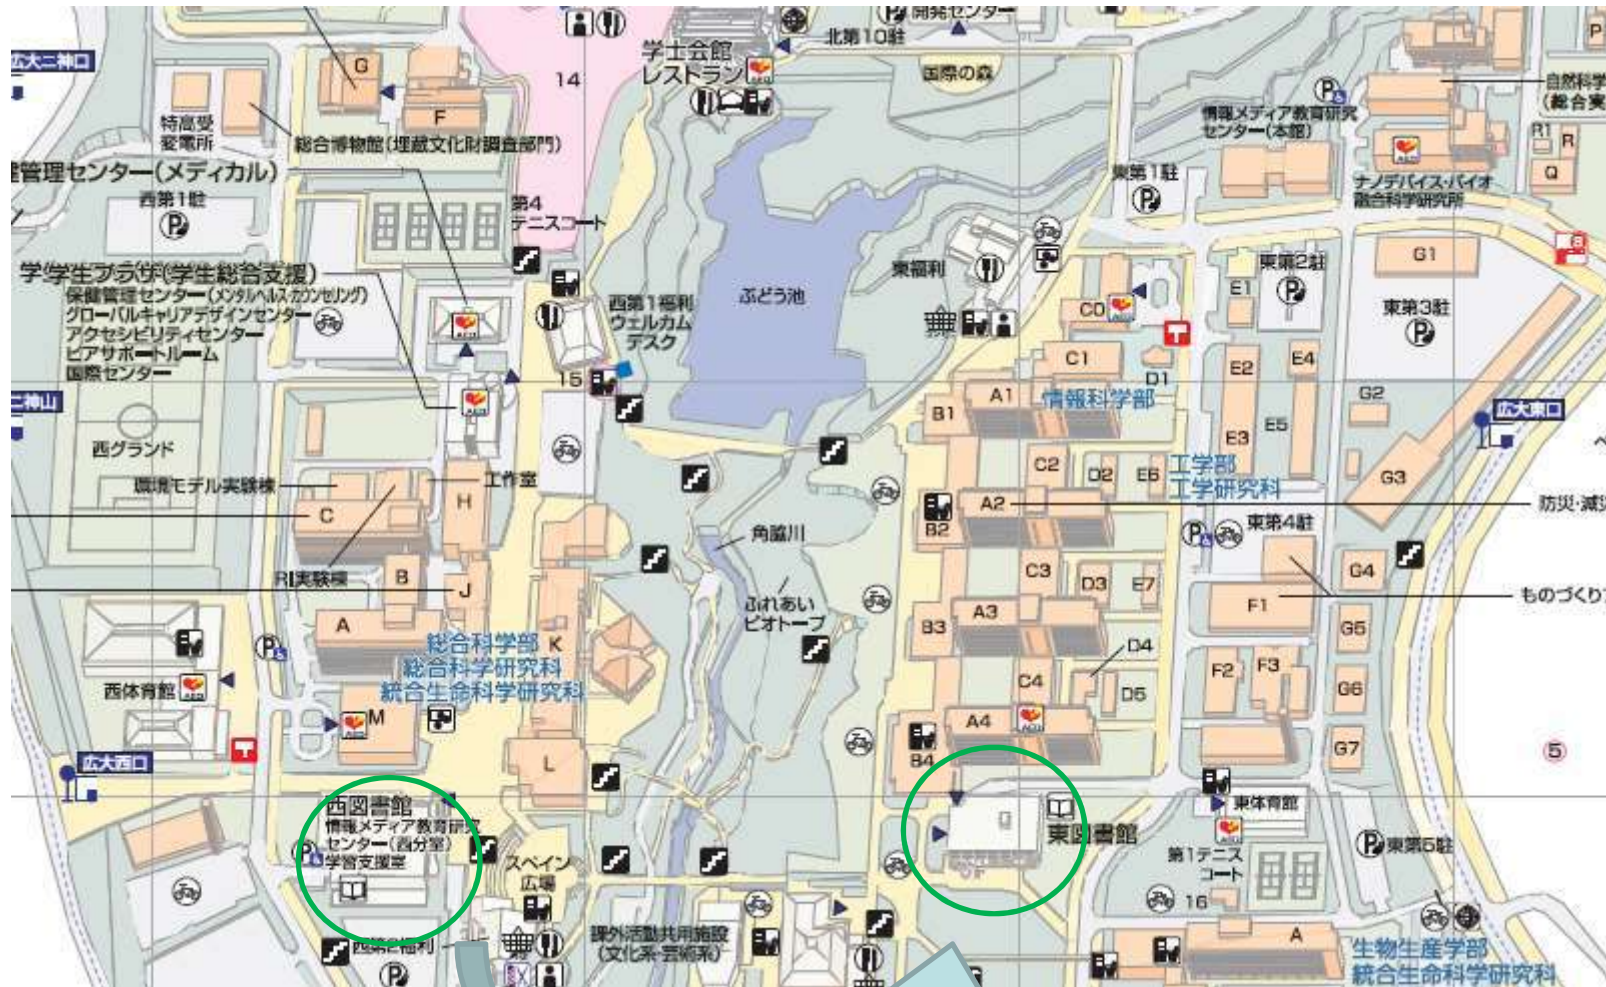 開発センター
北第10駐
学士会館
レストラン
国際の森
広大二神口
G
F
14
特高受
変電所
総合博物館(埋蔵文化財調査部門)
健管理センター(メディカル)
西第1駐
第4
テニスコート
情報メディア教育研究
センター(本館)
自然科学
(総合実
P
R1
R
Q
東第1駐
ナノデバイス・バイオ
融合科学研究所
学生プラザ(学生総合支援)
保健管理センター(メンタルヘルス・カウンセリング)
グローバルキャリアデザインセンター
アクセシビリティセンター
ピアサポートルーム
国際センター
西第1福利
ウェルカム
デスク
15
ぶどう池
東福利
東第2駐
G1
東第3駐
C0
C1
D1
E1
E2
E4
E3
E5
G2
G3
広大東口
二神山
西グランド
B1
A1
情報科学部
C2
D2
E6
工学部
工学研究科
環境モデル実験棟
工作室
C
H
RI実験棟
B
J
A
A2
B2
防災・減災
東第4駐
角脇川
ふれあい
ビオトープ
C3
D3
E7
G4
F1
ものづくり
B3
A3
G5
D4
総合科学部
総合科学研究科
統合生命科学研究科
K
C4
D5
F2
F3
G6
西体育館
M
A4
B4
G7
5
広大西口
L
西図書館
情報メディア教育研究
センター(西分室)
学習支援室
スペイン
広場
東図書館
東体育館
第1テニス
コート
東第5駐
16
西第2福利
課外活動共用施設
(文化系・芸術系)
A
生物生産学部
統合生命科学研究科